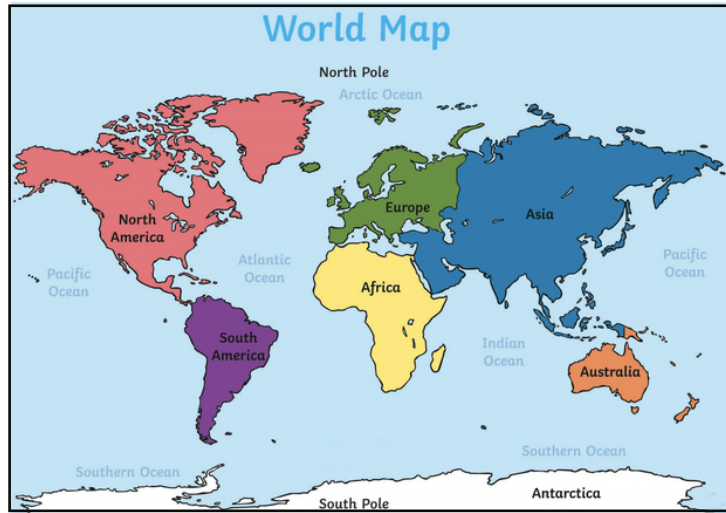 World Map
North Pole
Arctic Ocean
North
America
Europe
Asia
Pacific
Ocean
Atlantic
Ocean
Pacific
Ocean
Africa
South
America
Indian
Ocean
Australia
Southern Ocean
Southern Ocean
South Pole
Antarctica